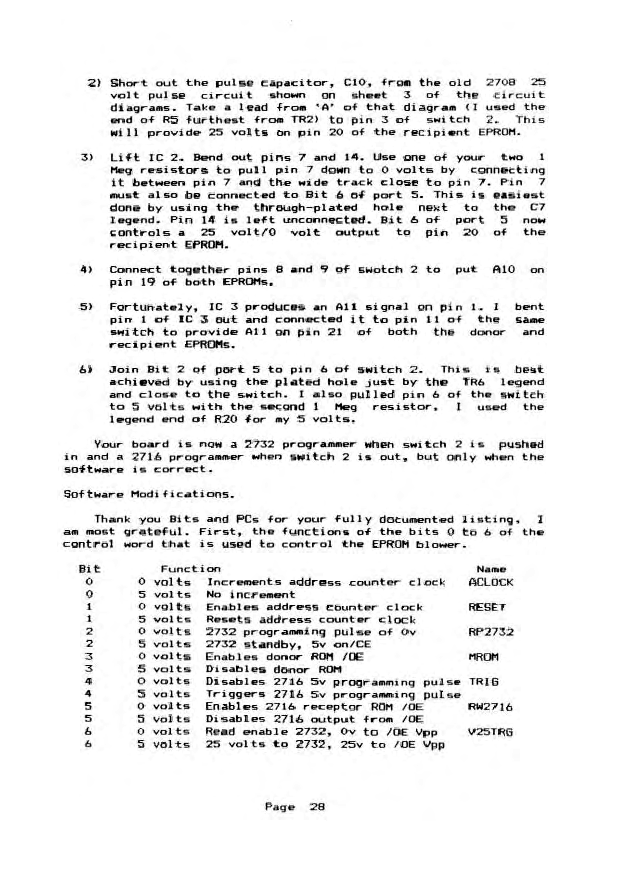 2) Short out the pulse capacitor, C10, from the old 2708 25
volt pulse circuit shown on sheet 3 of the circuit
diagrams. Take a lead from 'A' of that diagram (I used the
end of R5 furthest from TR2) to pin 3 of switch 2. This
will provide 25 volts on pin 20 of the recipient EPROM.
3) Lift IC 2. Bend out pins 7 and 14. Use one of your two 1
Meg resistors to pull pin 7 down to 0 volts by connecting
it between pin 7 and the wide track close to pin 7. Pin 7
must also be connected to Bit 6 of port 5. This is easiest
done by using the through-plated hole next to the C7
legend. Pin 14 is left unconnected. Bit 6 of port 5 now
controls a 25 volt/0 volt output to pin 20 of the
recipient EPROM.
4) Connect together pins 8 and 9 of swotch 2 to put A10 on
pin 19 of both EPROMs.
5) Fortunately, IC 3 produces an A11 signal on pin 1. I bent
pin 1 of IC 3 out and connected it to pin 11 of the same
switch to provide A11 on pin 21 of both the donor and
recipient EPROMs.
6) Join Bit 2 of port 5 to pin 6 of switch 2. This is best
achieved by using the plated hole just by the TR6 legend
and close to the switch. I also pulled pin 6 of the switch
to 5 volts with the second 1 Meg resistor. I used the
legend end of R20 for my 5 volts.
Your board is now a 2732 programmer when switch 2 is pushed
in and a 2716 programmer when switch 2 is out, but only when the
software is correct.
Software Modifications.
Thank you Bits and PCs for your fully documented listing, I
am most grateful. First, the functions of the bits 0 to 6 of the
control word that is used to control the EPROM blower.
Bit Function Name
0 0 volts Increments address counter clock ACLOCK
0 5 volts No increment
1 0 volts Enables address counter clock RESET
1 5 volts Resets address counter clock
2 0 volts 2732 programming pulse of 0v RP2732
2 5 volts 2732 standby, 5v on/CE
3 0 volts Enables donor ROM /OE MROM
3 5 volts Disables donor ROM
4 0 volts Disables 2716 5v programming pulse TRIG
4 5 volts Triggers 2716 5v programming pulse
5 0 volts Enables 2716 receptor ROM /OE RW2716
5 5 volts Disables 2716 output from /OE
6 0 volts Read enable 2732, 0v to /OE Vpp V25TRG
6 5 volts 25 volts to 2732, 25v to /OE Vpp
Page 28